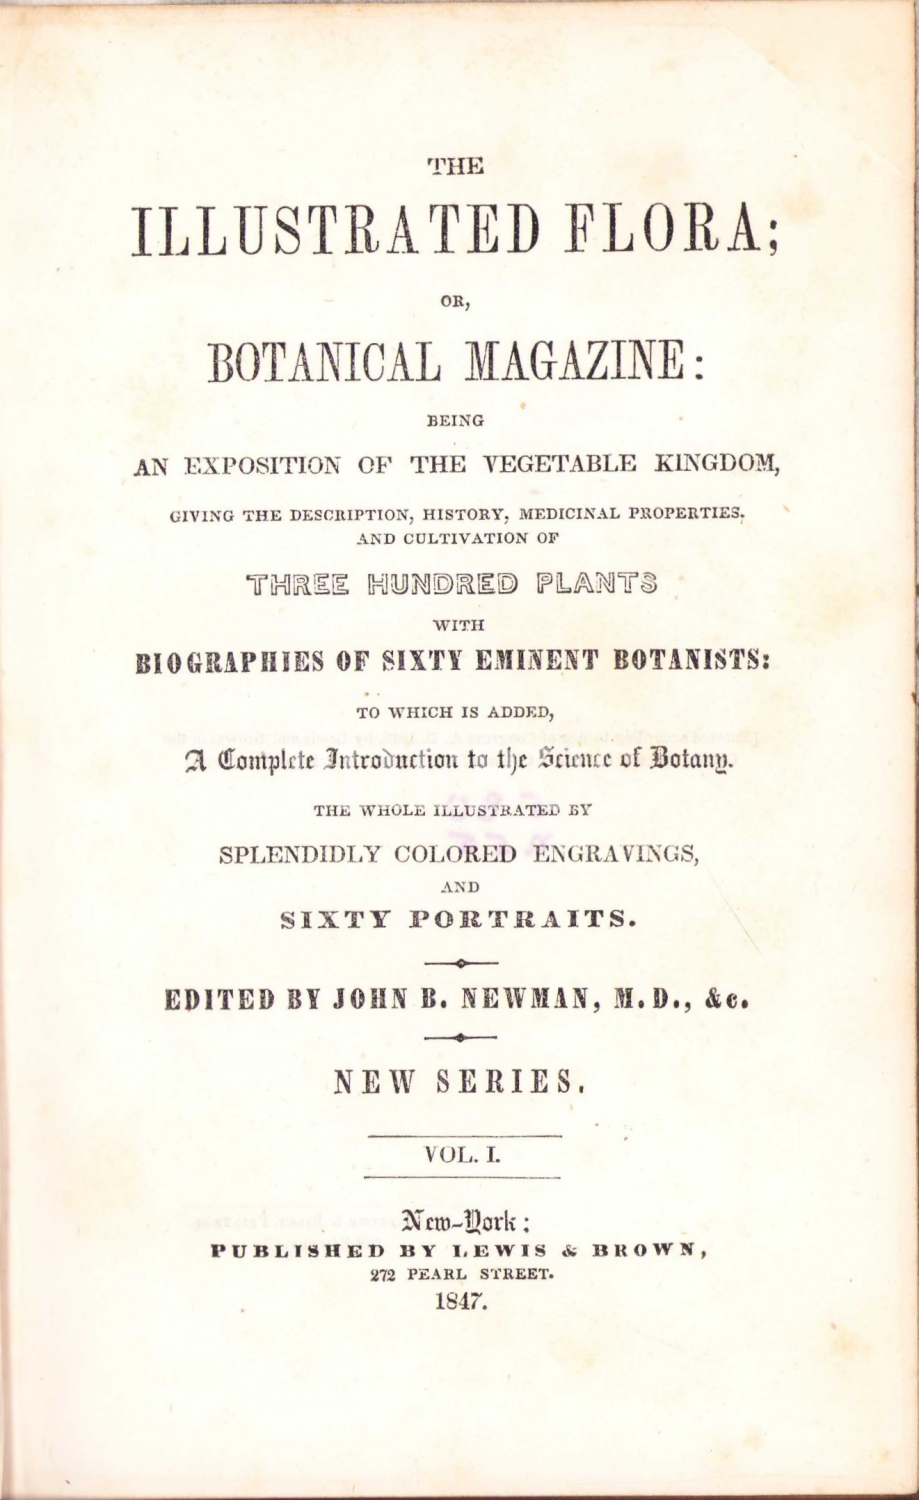 THE
ILLUSTRATED FLORA;
OR,
BOTANICAL MAGAZINE:
BEING
AN EXPOSITION OF THE VEGETABLE KINGDOM,
GIVING THE DESCRIPTION, HISTORY, MEDICINAL PROPERTIES.
AND CULTIVATION OF
THREE HUNDRED PLANTS
WITH
BIOGRAPHIES OF SIXTY EMINENT BOTANISTS:
TO WHICH IS ADDED,
A Complete Introduction to the Science of Botany.
THE WHOLE ILLUSTRATED BY
SPLENDIDLY COLORED ENGRAVINGS,
AND
SIXTY PORTRAITS.
EDITED BY JOHN B. NEWMAN, M.D., &c.
NEW SERIES.
VOL. I.
New-York:
PUBLISHED BY LEWIS & BROWN,
272 PEARL STREET.
1847.